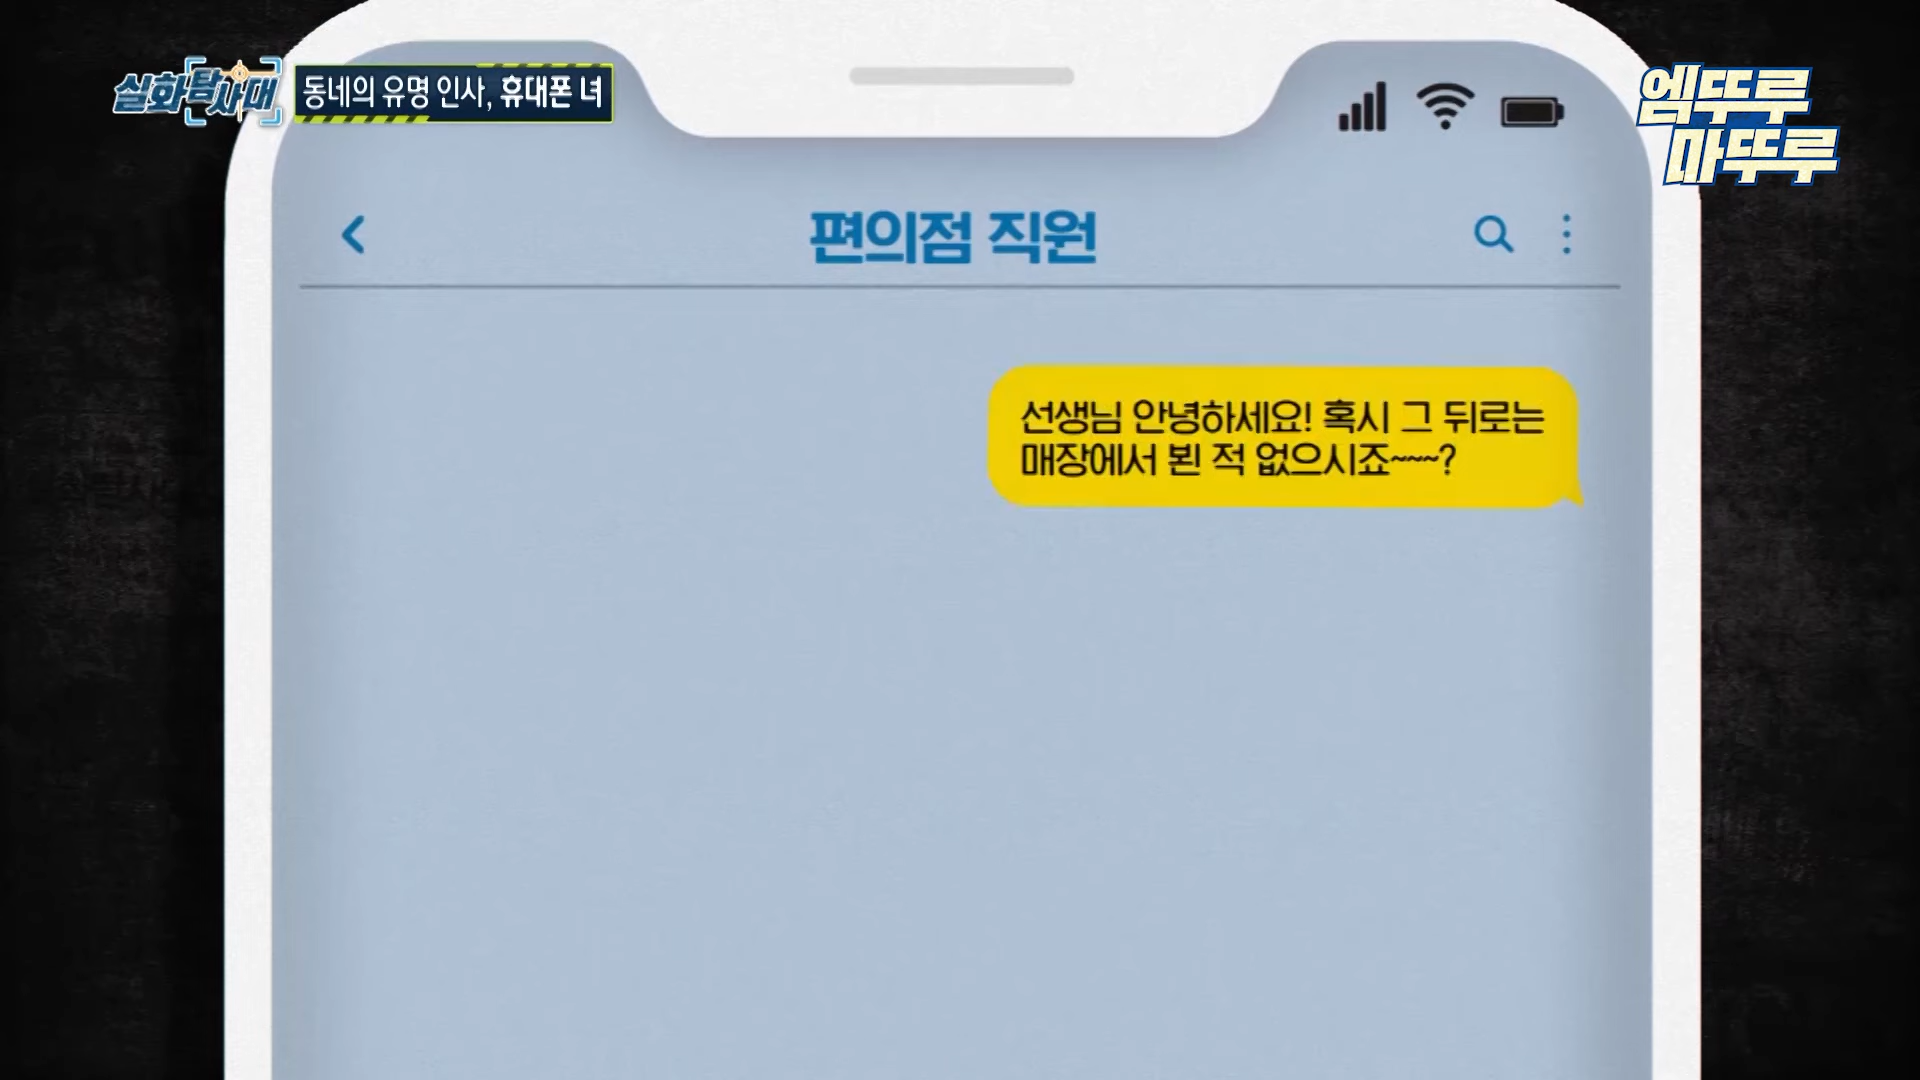 실화탐사대
동네의 유명 인사, 휴대폰 녀
엠뚜루
마뚜루
편의점 직원
선생님 안녕하세요! 혹시 그 뒤로는
매장에서 뵌 적 없으시죠~~~?